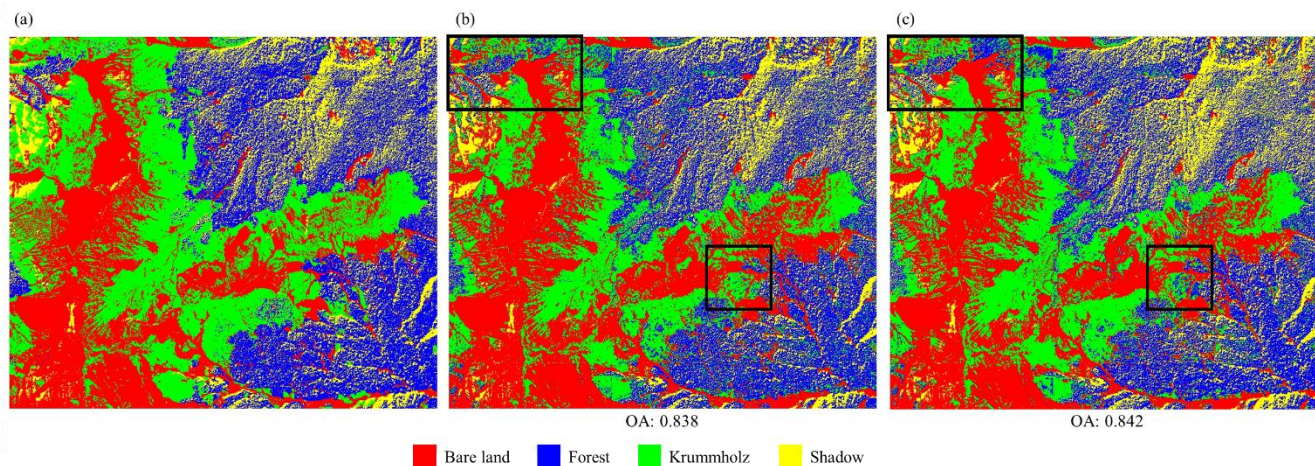 (a)
(b)
(c)
OA: 0.838
OA: 0.842
Bare land
Forest
Krummholz
Shadow